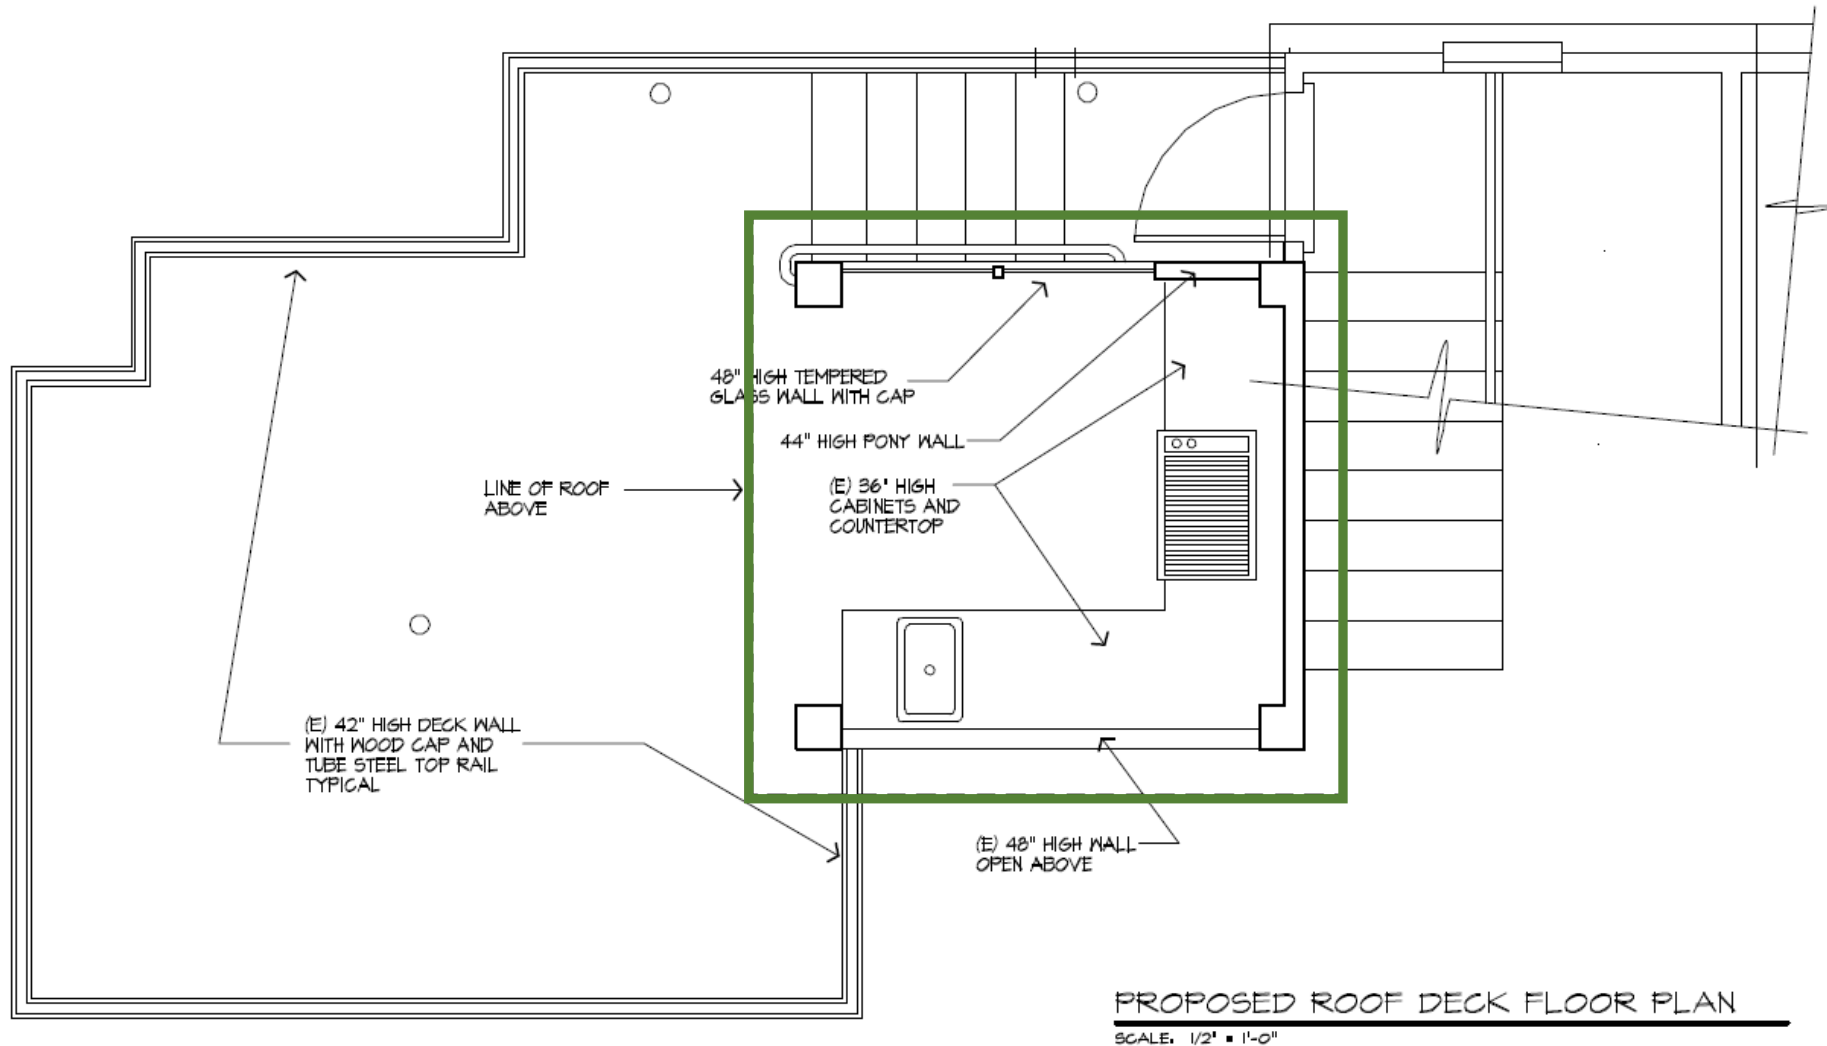 48" HIGH TEMPERED
GLASS WALL WITH CAP
44" HIGH PONY WALL
LINE OF ROOF
ABOVE
(E) 36" HIGH
CABINETS AND
COUNTERTOP
(E) 42" HIGH DECK WALL
WITH WOOD CAP AND
TUBE STEEL TOP RAIL
TYPICAL
(E) 48" HIGH WALL
OPEN ABOVE
PROPOSED ROOF DECK FLOOR PLAN
SCALE: 1/2" = 1'-0"